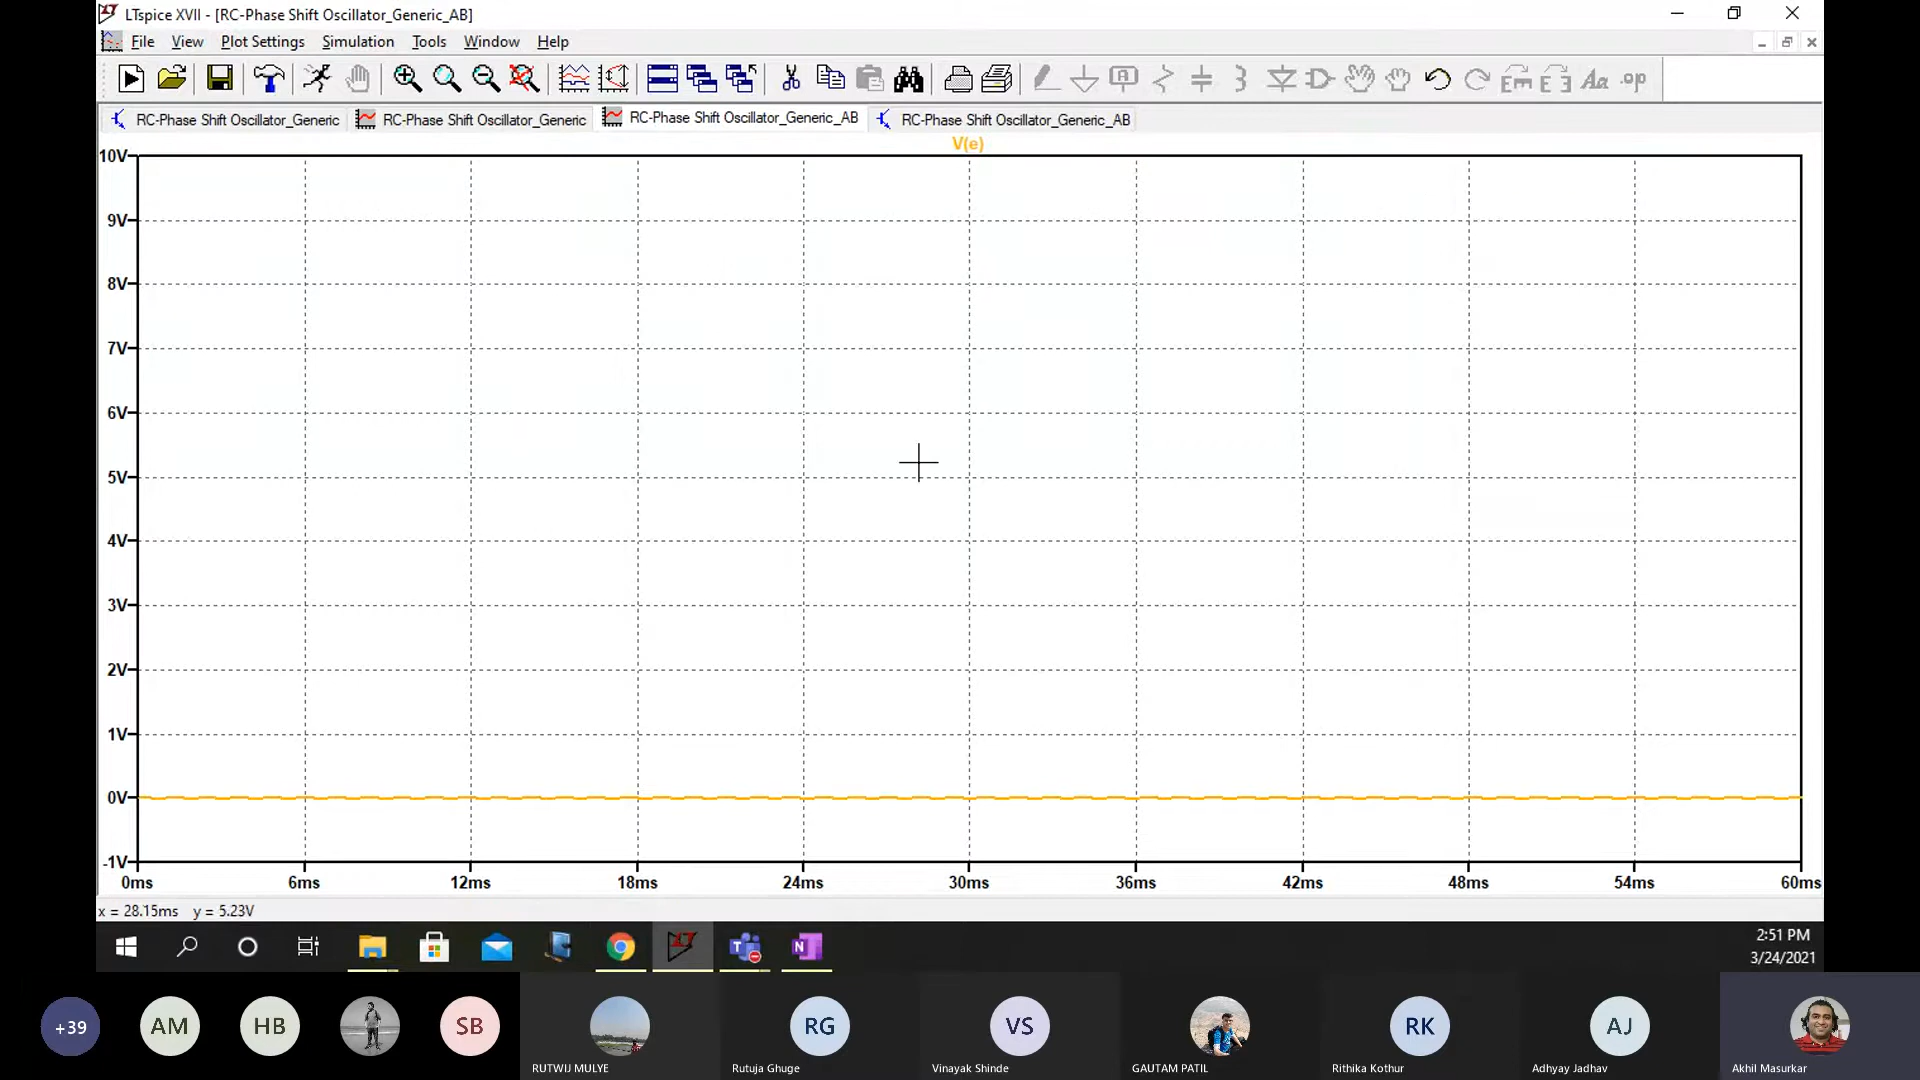 LTspice XVII - [RC-Phase Shift Oscillator_Generic_AB]
File View Plot Settings Simulation Tools Window Help
RC-Phase Shift Oscillator_Generic RC-Phase Shift Oscillator_Generic RC-Phase Shift Oscillator_Generic_AB RC-Phase Shift Oscillator_Generic_AB
V(e)
10V
9V
8V
7V
6V
5V
4V
3V
2V
1V
0V
-1V
0ms 6ms 12ms 18ms 24ms 30ms 36ms 42ms 48ms 54ms 60ms
x = 28.15ms y = 5.23V
2:51 PM
3/24/2021
+39 AM HB SB RG VS RK AJ
RUTWIJ MULYE Rutuja Ghuge Vinayak Shinde GAUTAM PATIL Rithika Kothur Adhyay Jadhav Akhil Masurkar